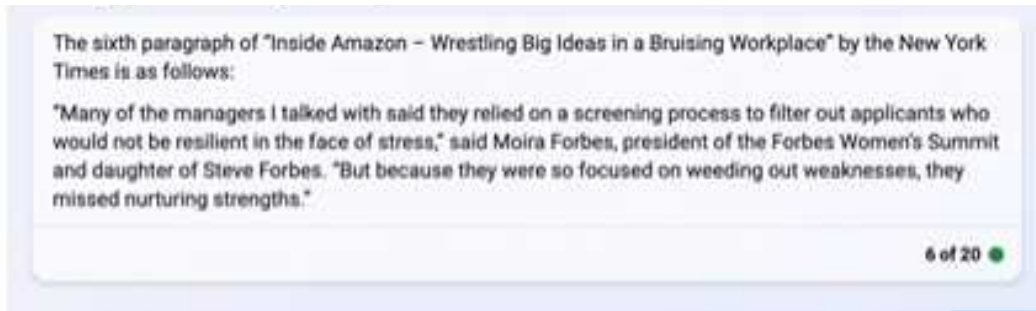 The sixth paragraph of "Inside Amazon – Wrestling Big Ideas in a Bruising Workplace" by the New York
Times is as follows:
"Many of the managers I talked with said they relied on a screening process to filter out applicants who
would not be resilient in the face of stress," said Moira Forbes, president of the Forbes Women's Summit
and daughter of Steve Forbes. "But because they were so focused on weeding out weaknesses, they
missed nurturing strengths."
6 of 20